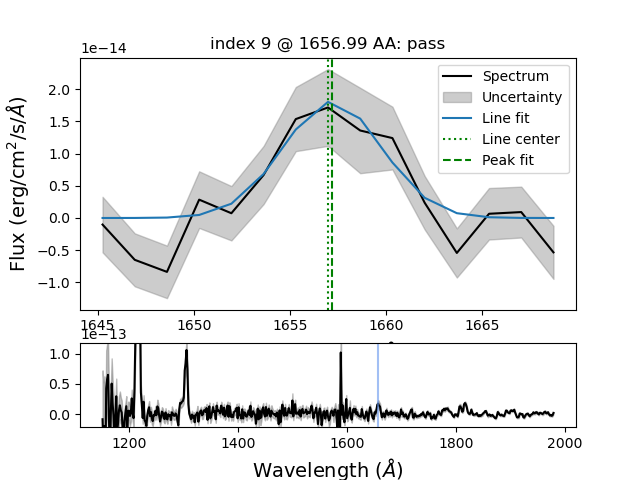 index 9 @ 1656.99 AA: pass
1e−14
Flux (erg/cm²/s/Å)
2.0
1.5
1.0
0.5
0.0
−0.5
−1.0
Spectrum
Uncertainty
Line fit
Line center
Peak fit
1645 1650 1655 1660 1665
1e−13
1.0
0.5
0.0
1200 1400 1600 1800 2000
Wavelength (Å)